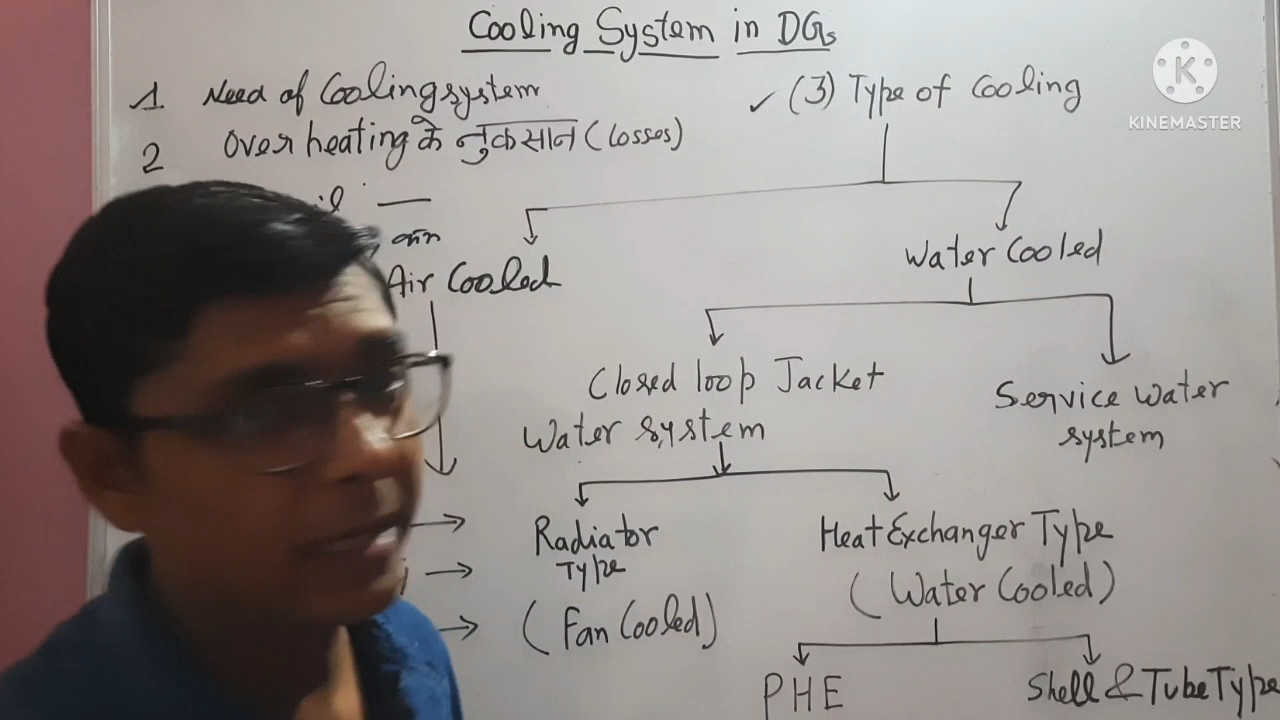 Cooling System in DGs
1. Need of Cooling system
2 Over heating के नुकसान (losses)
✓ (3) Type of Cooling
KINEMASTER
Air Cooled
Water Cooled
Closed loop Jacket
Water system
Service Water
system
Radiator
Type
(Fan Cooled)
Heat Exchanger Type
(Water Cooled)
PHE
Shell & Tube Type